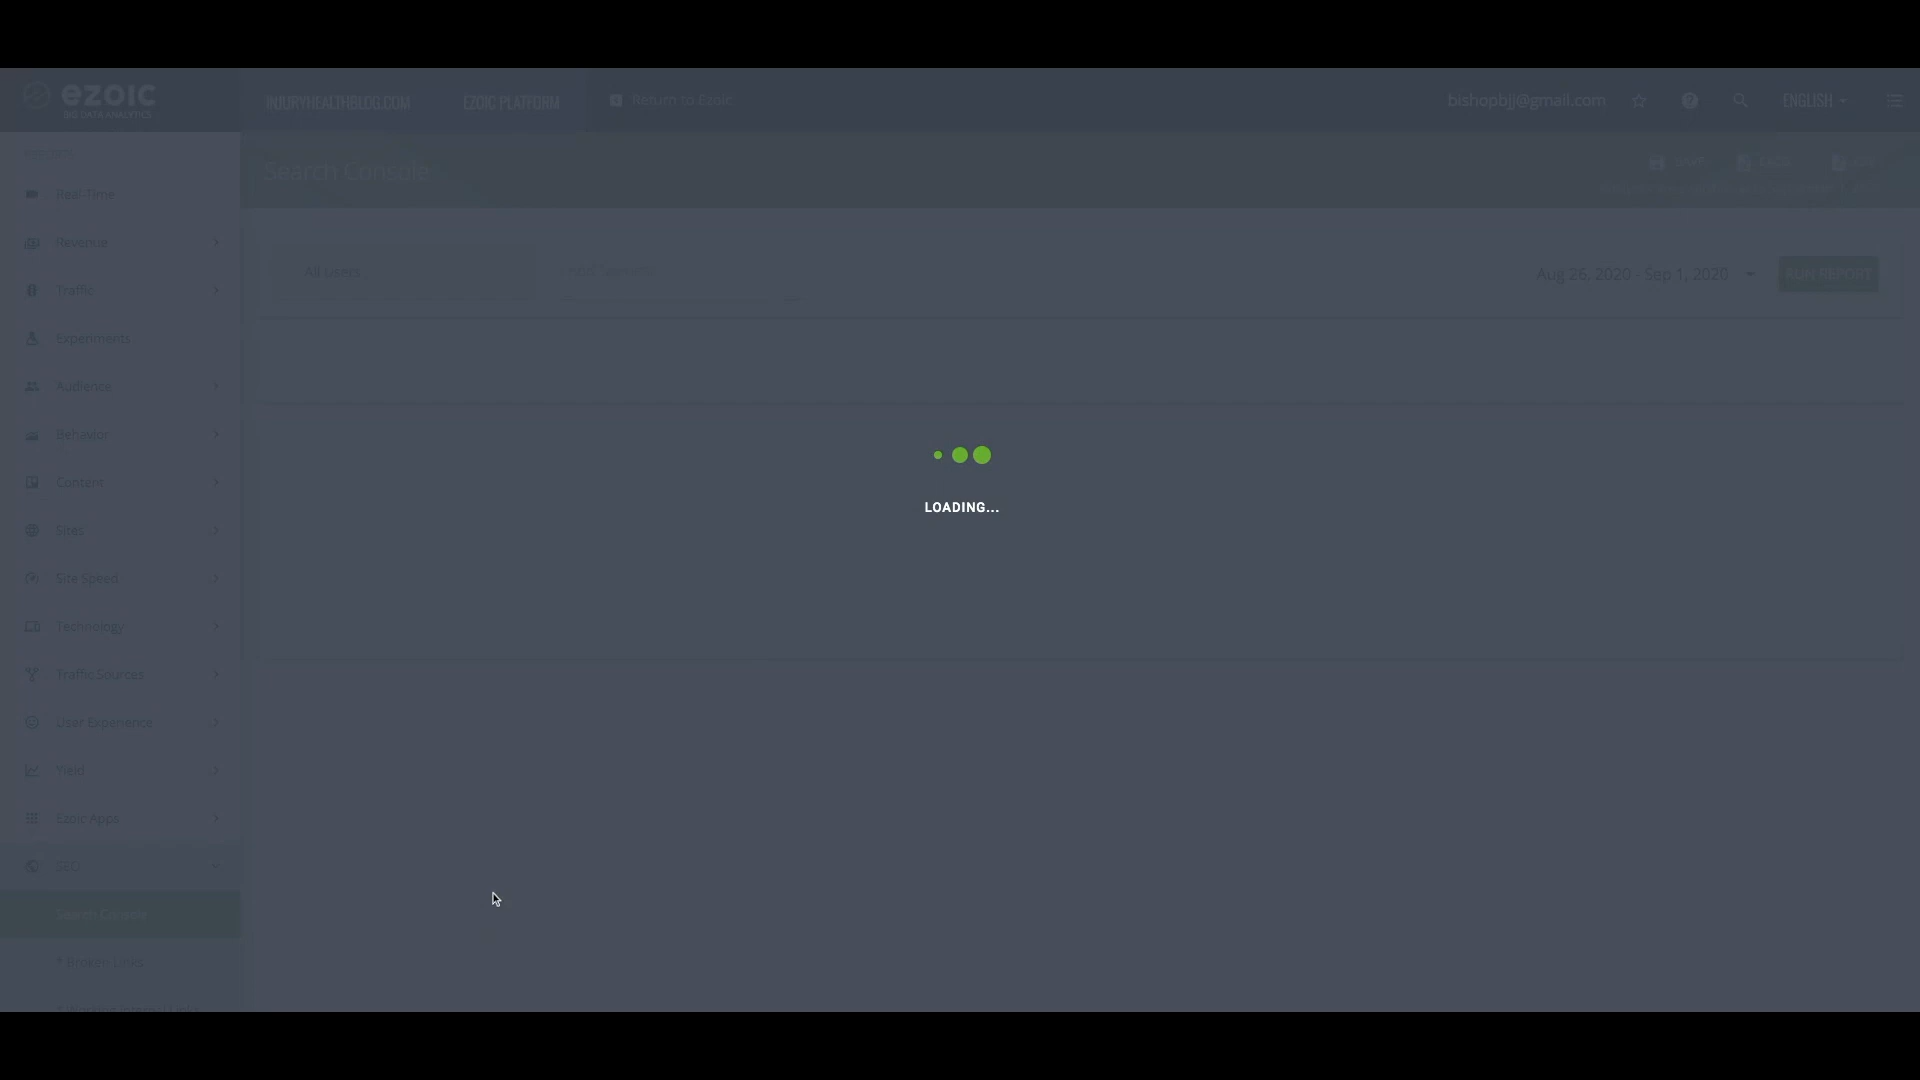 ezoic
BIG DATA ANALYTICS
INJURYHEALTHBLOG.COM
EZOIC PLATFORM
Return to Ezoic
bishopbjj@gmail.com
ENGLISH
Search Console
Real-Time
Revenue
Traffic
Experiments
Audience
Behavior
Content
Sites
Site Speed
Technology
Traffic Sources
User Experience
Yield
Ezoic Apps
SEO
Search Console
* Broken Links
All users
Aug 26, 2020 - Sep 1, 2020
RUN REPORT
LOADING...